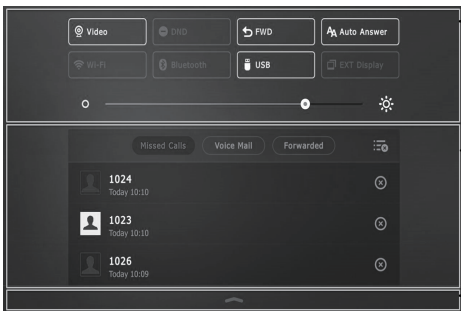 Video DND FWD Auto Answer
Wi-Fi Bluetooth USB EXT Display
Missed Calls Voice Mail Forwarded
1024
Today 10:10
1023
Today 10:10
1026
Today 10:09